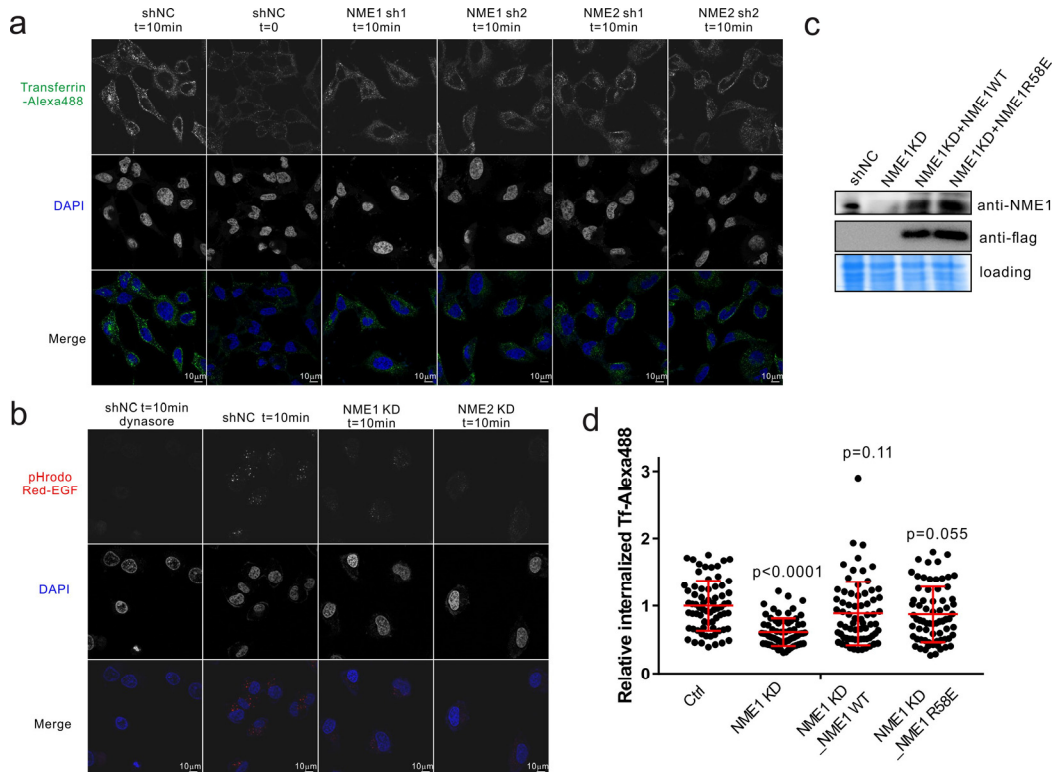 a
shNC
t=10min
shNC
t=0
NME1 sh1
t=10min
NME1 sh2
t=10min
NME2 sh1
t=10min
NME2 sh2
t=10min
Transferrin
-Alexa488
DAPI
Merge
10μm
10μm
10μm
10μm
10μm
10μm
b
shNC t=10min
dynasore
shNC t=10min
NME1 KD
t=10min
NME2 KD
t=10min
pHrodo
Red-EGF
DAPI
Merge
10μm
10μm
10μm
10μm
c
shNC
NME1KD
NME1KD+NME1WT
NME1KD+NME1R58E
anti-NME1
anti-flag
loading
d
Relative internalized Tf-Alexa488
3
2
1
0
p<0.0001
p=0.11
p=0.055
Ctrl
NME1 KD
NME1 KD
_NME1 WT
NME1 KD
_NME1 R58E